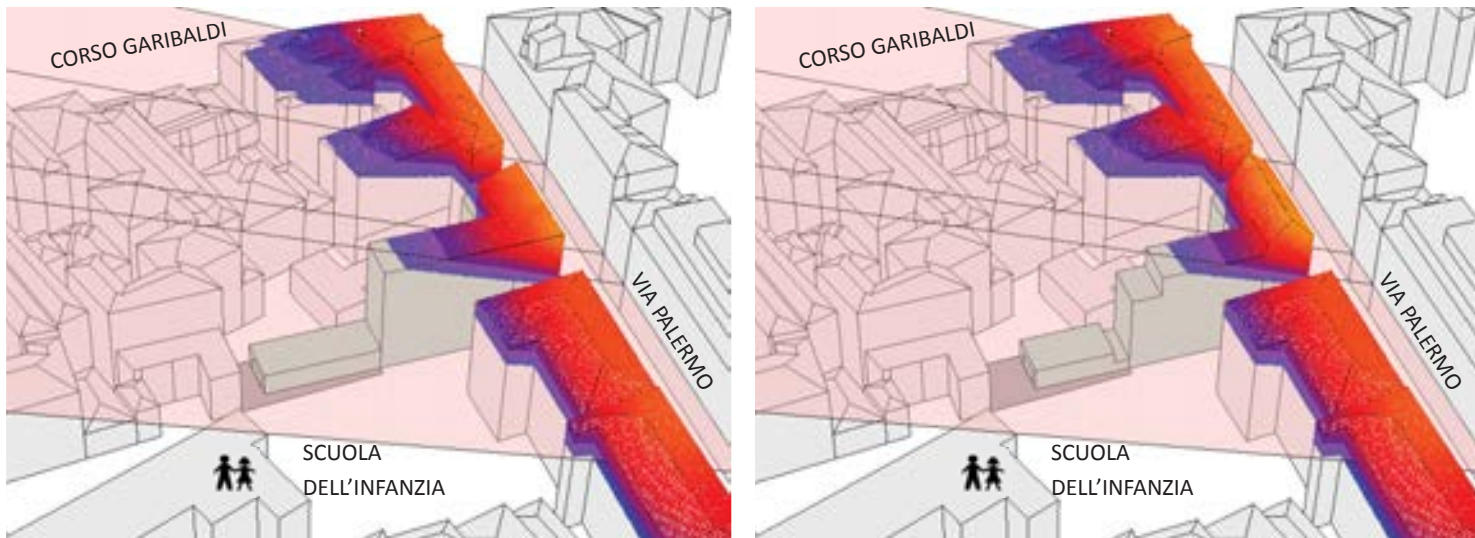 CORSO GARIBALDI
VIA PALERMO
SCUOLA
DELL’INFANZIA
CORSO GARIBALDI
VIA PALERMO
SCUOLA
DELL’INFANZIA